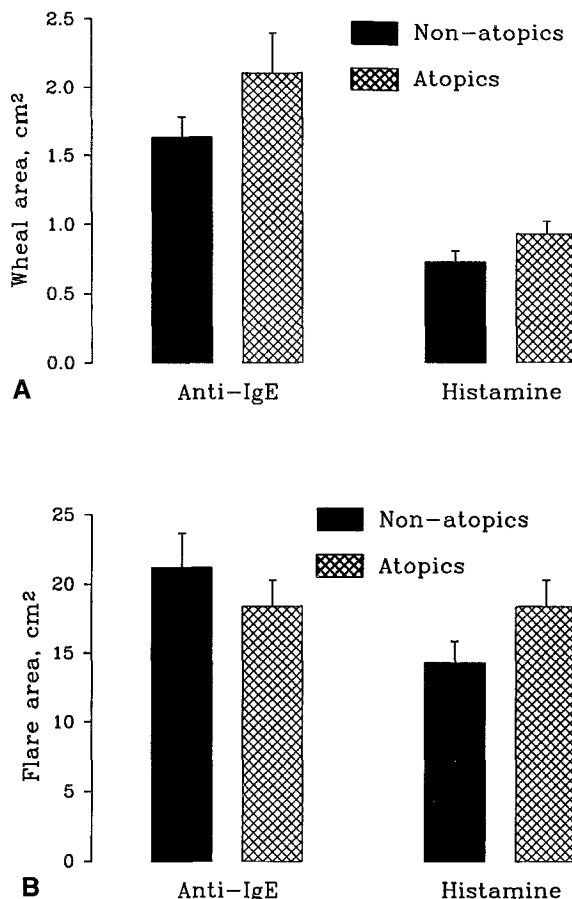 2.5
2.0
1.5
1.0
0.5
0.0
Wheal area, cm²
Non-atopics
Atopics
A
Anti-IgE
Histamine
25
20
15
10
5
0
Flare area, cm²
Non-atopics
Atopics
B
Anti-IgE
Histamine